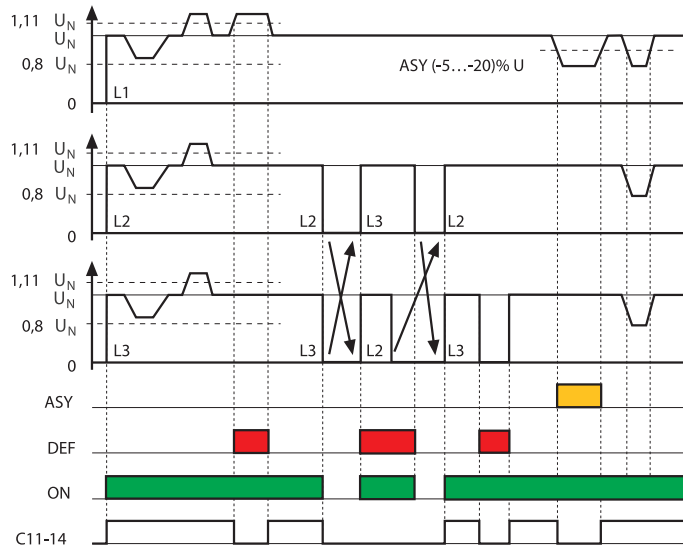 1,11 U_N
U_N
0,8 U_N
0
L1
ASY (-5...-20)% U
1,11 U_N
U_N
0,8 U_N
0
L2
L2
L3
L2
1,11 U_N
U_N
0,8 U_N
0
L3
L3
L2
L3
ASY
DEF
ON
C11-14